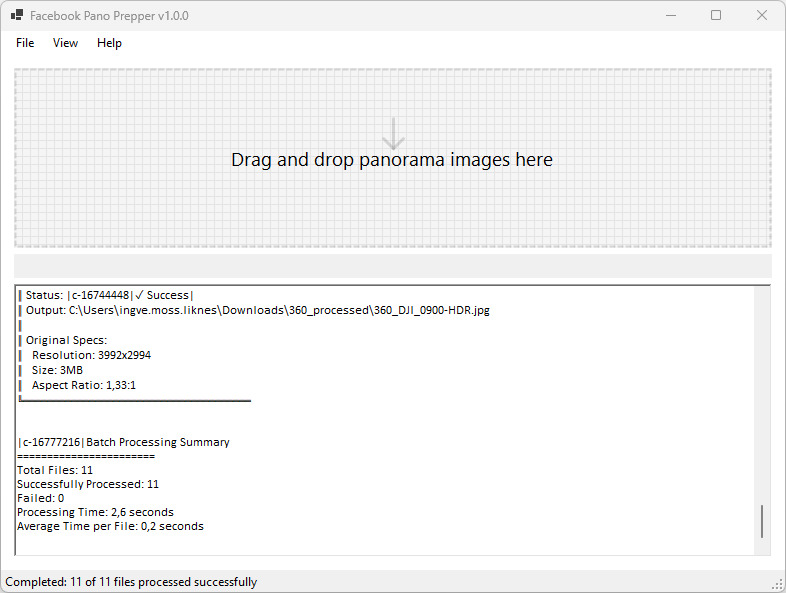 Facebook Pano Prepper v1.0.0
File View Help
Drag and drop panorama images here
Status: |c-16744448|✓ Success|
Output: C:\Users\ingve.moss.liknes\Downloads\360_processed\360_DJI_0900-HDR.jpg
Original Specs:
Resolution: 3992x2994
Size: 3MB
Aspect Ratio: 1,33:1
|c-16777216|Batch Processing Summary
=======================
Total Files: 11
Successfully Processed: 11
Failed: 0
Processing Time: 2,6 seconds
Average Time per File: 0,2 seconds
Completed: 11 of 11 files processed successfully